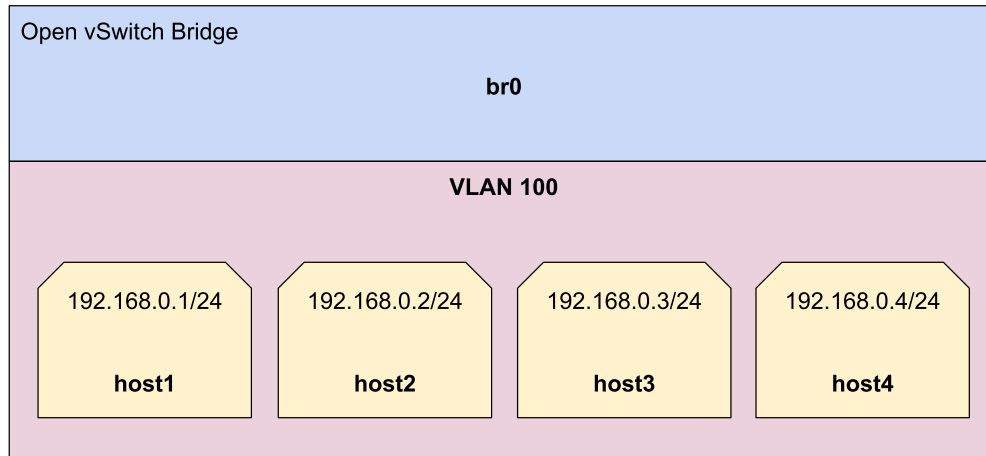 Open vSwitch Bridge
br0
VLAN 100
192.168.0.1/24
host1
192.168.0.2/24
host2
192.168.0.3/24
host3
192.168.0.4/24
host4